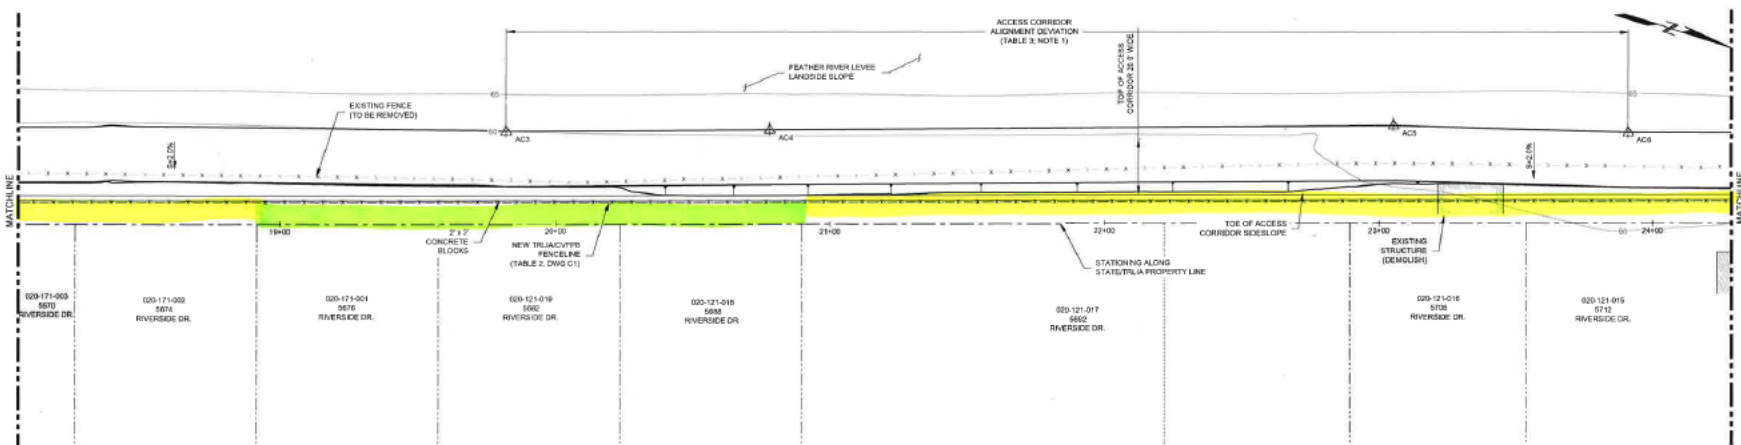 ACCESS CORRIDOR
ALIGNMENT DEVIATION
(TABLE 3; NOTE 1)
N
TOP OF ACCESS
CORRIDOR 20.0' WIDE
FEATHER RIVER LEVEE
LANDSIDE SLOPE
65
65
EXISTING FENCE
(TO BE REMOVED)
60
AC3
AC4
AC5
AC6
S=2.0%
S=2.0%
MATCHLINE
MATCHLINE
19+00
20+00
21+00
22+00
23+00
24+00
60
2' x 2'
CONCRETE
BLOCKS
NEW TRLIA/CVFPB
FENCELINE
(TABLE 2, DWG C1)
STATIONING ALONG
STATE/TRLIA PROPERTY LINE
TOE OF ACCESS
CORRIDOR SIDESLOPE
EXISTING
STRUCTURE
(DEMOLISH)
020-171-003
5670
RIVERSIDE DR.
020-171-002
5674
RIVERSIDE DR.
020-171-001
5676
RIVERSIDE DR.
020-121-019
5682
RIVERSIDE DR.
020-121-018
5688
RIVERSIDE DR.
020-121-017
5692
RIVERSIDE DR.
020-121-016
5708
RIVERSIDE DR.
020-121-015
5712
RIVERSIDE DR.